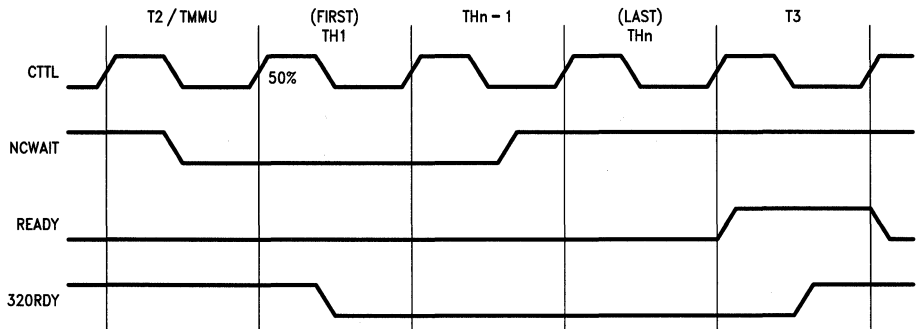 T2 / TMMU
(FIRST)
TH1
THn – 1
(LAST)
THn
T3
CTTL
50%
NCWAIT
READY
320RDY